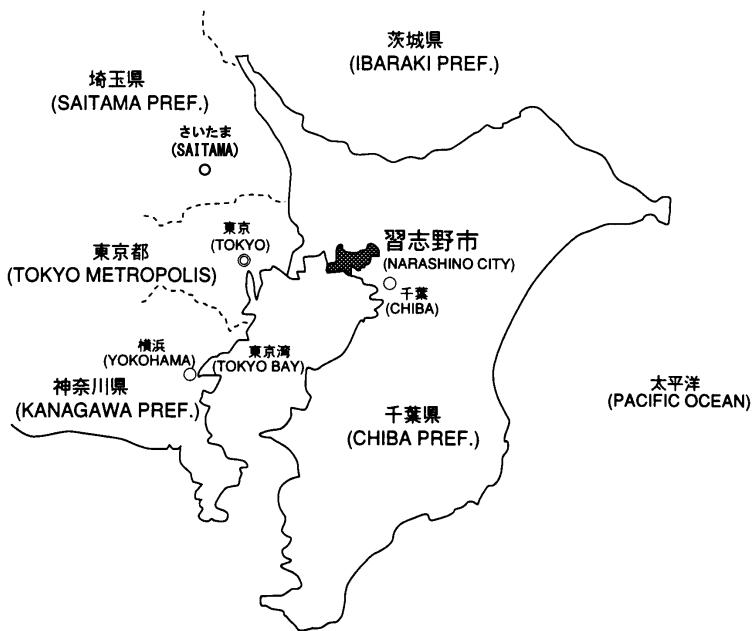 茨城県
(IBARAKI PREF.)
埼玉県
(SAITAMA PREF.)
さいたま
(SAITAMA)
東京
(TOKYO)
東京都
(TOKYO METROPOLIS)
習志野市
(NARASHINO CITY)
千葉
(CHIBA)
横浜
(YOKOHAMA)
東京湾
(TOKYO BAY)
神奈川県
(KANAGAWA PREF.)
千葉県
(CHIBA PREF.)
太平洋
(PACIFIC OCEAN)